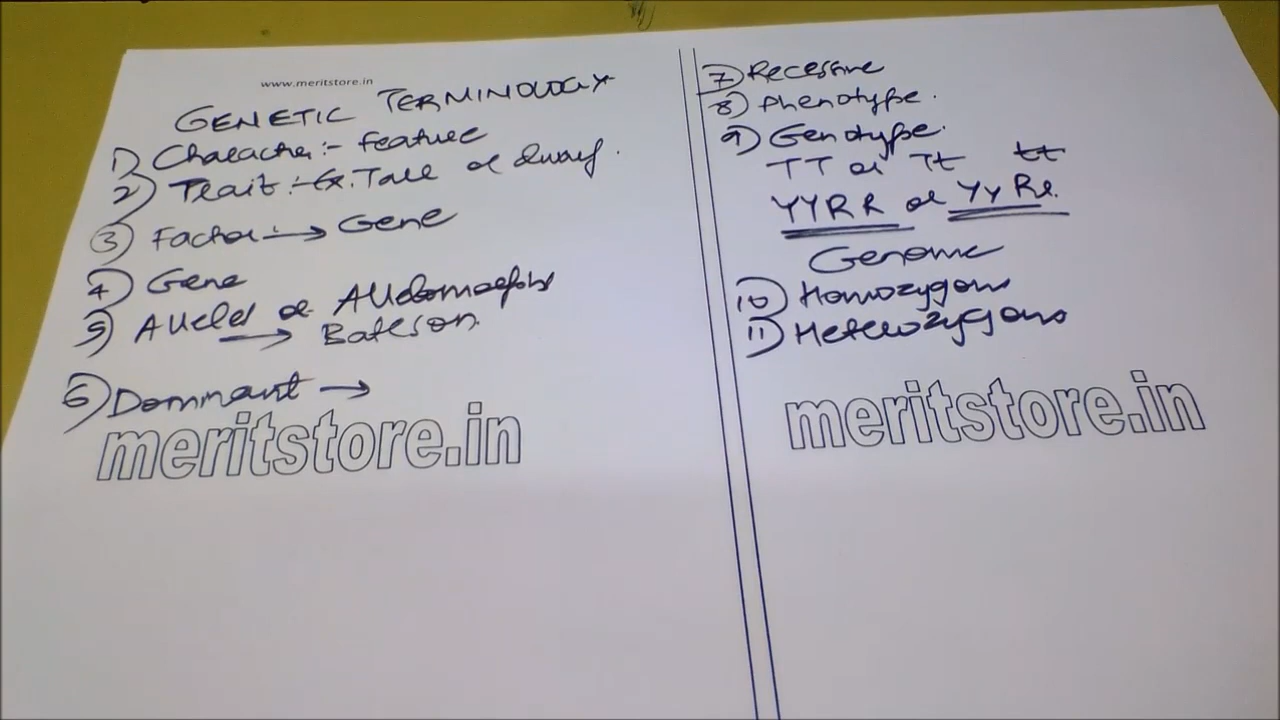 www.meritstore.in
GENETIC TERMINOLOGY
1) Character:- feature
2) Trait:- Ex. Tall or dwarf.
3) Factor:→ Gene
4) Gene
5) Alleld or Allelomorphs
→ Bateson.
6) Dominant →
meritstore.in
7) Recessive
8) Phenotype.
9) Genotype.
TT or Tt tt
YYRR or YyRr.
Genome
10) Homozygous
11) Heterozygous
meritstore.in